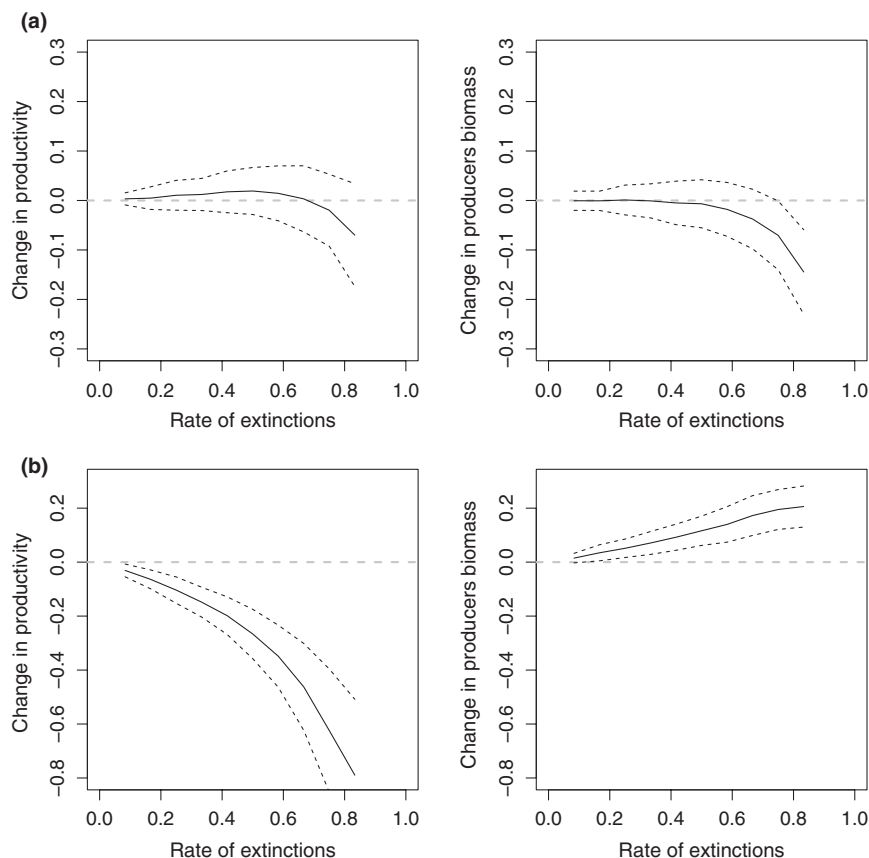 (a)
Change in productivity
0.3
0.1
0.0
−0.1
−0.2
−0.3
0.0 0.2 0.4 0.6 0.8 1.0
Rate of extinctions
Change in producers biomass
0.3
0.1
0.0
−0.1
−0.2
−0.3
0.0 0.2 0.4 0.6 0.8 1.0
Rate of extinctions
(b)
Change in productivity
0.2
0.0
−0.2
−0.4
−0.6
−0.8
0.0 0.2 0.4 0.6 0.8 1.0
Rate of extinctions
Change in producers biomass
0.2
0.0
−0.2
−0.4
−0.6
−0.8
0.0 0.2 0.4 0.6 0.8 1.0
Rate of extinctions